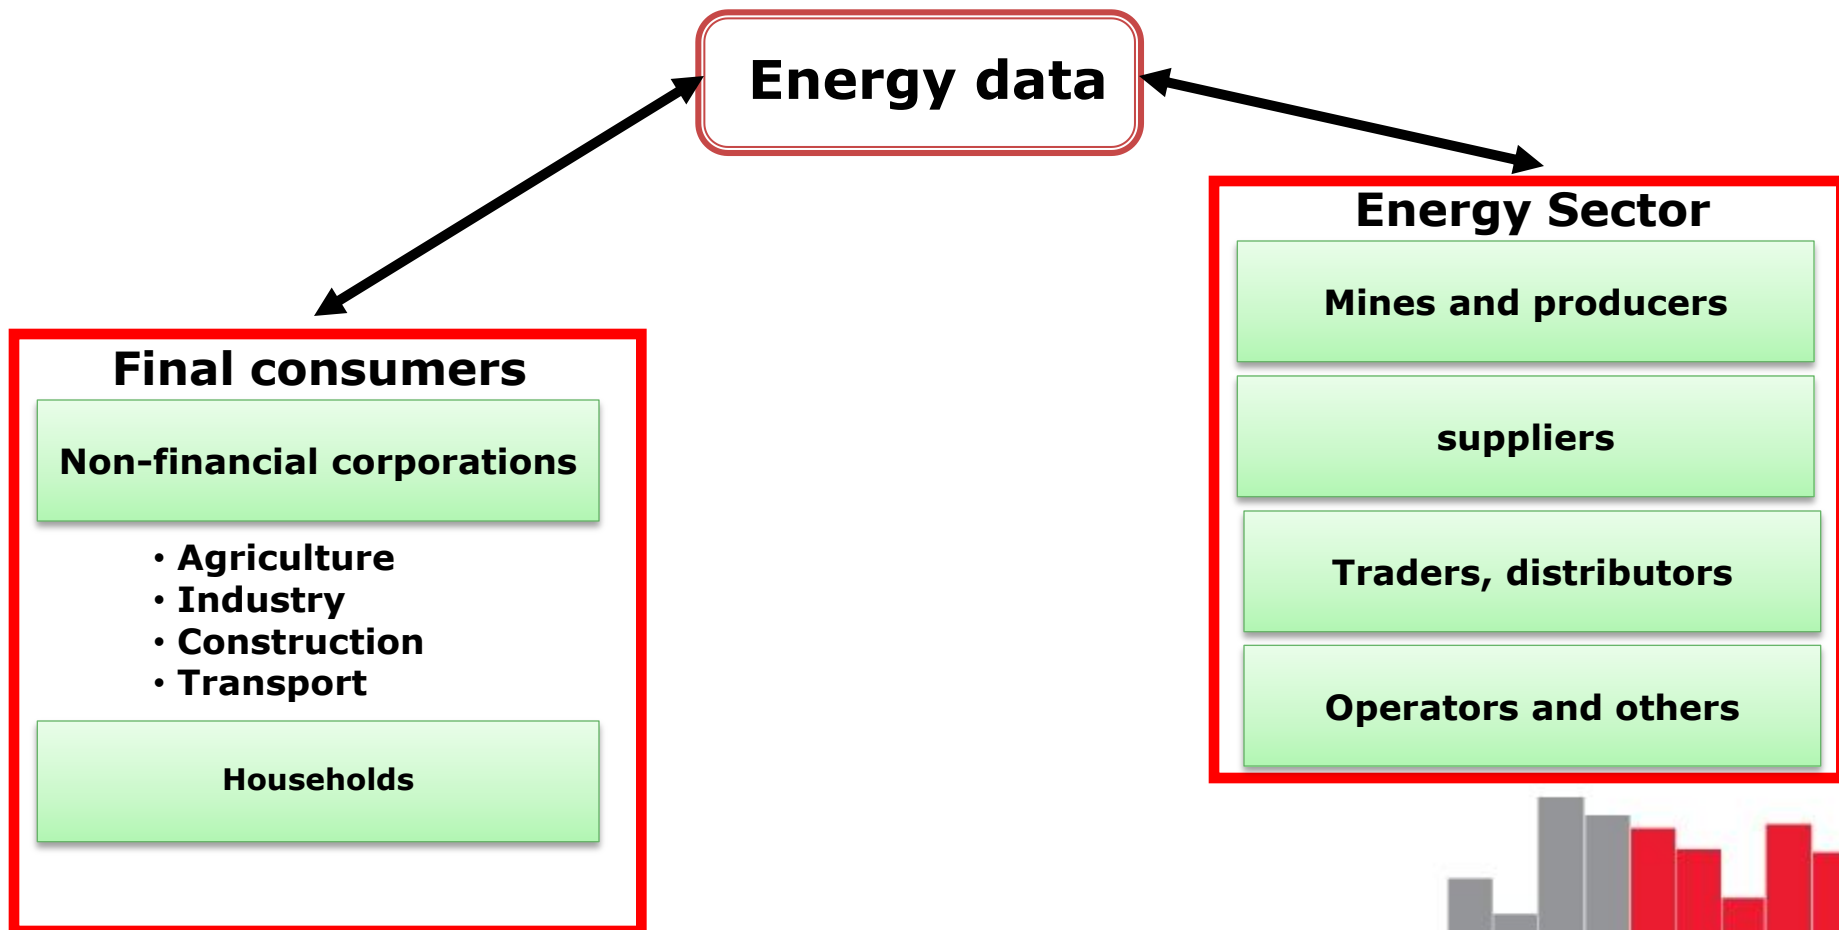 Energy data
Final consumers
Non-financial corporations
• Agriculture
• Industry
• Construction
• Transport
Households
Energy Sector
Mines and producers
suppliers
Traders, distributors
Operators and others